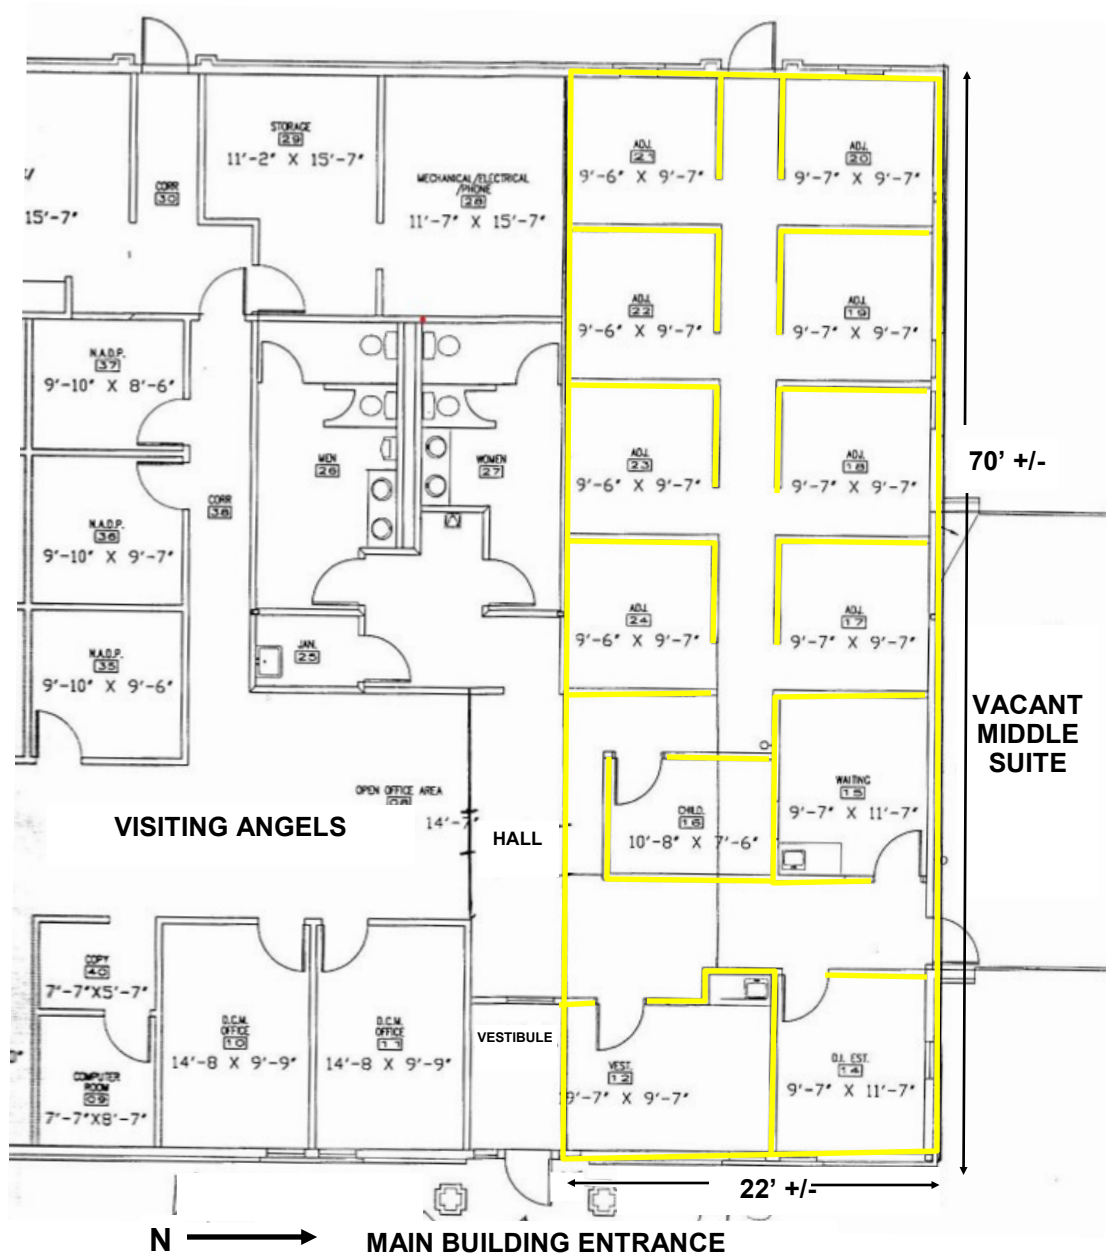 STORAGE
29
11'-2" X 15'-7"
MECHANICAL/ELECTRICAL
/PHONE
28
11'-7" X 15'-7"
CORR
30
15'-7"
ADJ.
21
9'-6" X 9'-7"
ADJ.
20
9'-7" X 9'-7"
ADJ.
22
9'-6" X 9'-7"
ADJ.
19
9'-7" X 9'-7"
N.A.D.P.
37
9'-10" X 8'-6"
MEN
26
WOMEN
27
ADJ.
23
9'-6" X 9'-7"
ADJ.
18
9'-7" X 9'-7"
70' +/-
CORR
38
N.A.D.P.
36
9'-10" X 9'-7"
ADJ.
24
9'-6" X 9'-7"
ADJ.
17
9'-7" X 9'-7"
N.A.D.P.
35
9'-10" X 9'-6"
JAN.
25
VACANT
MIDDLE
SUITE
OPEN OFFICE AREA
08
14'-7"
VISITING ANGELS
HALL
CHILD.
16
10'-8" X 7'-6"
WAITING
15
9'-7" X 11'-7"
COPY
40
7'-7"X5'-7"
D.C.M.
OFFICE
10
14'-8 X 9'-9"
D.C.M.
OFFICE
11
14'-8 X 9'-9"
VESTIBULE
VEST.
12
9'-7" X 9'-7"
D.I. EST.
14
9'-7" X 11'-7"
COMPUTER
ROOM
09
7'-7"X8'-7"
22' +/-
N
MAIN BUILDING ENTRANCE